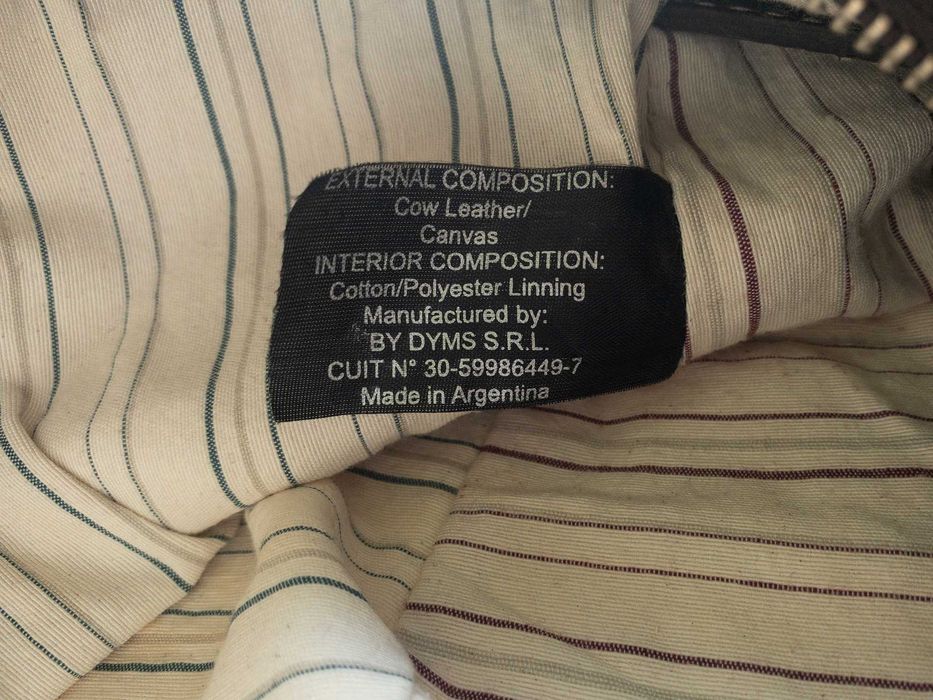 EXTERNAL COMPOSITION:
Cow Leather/
Canvas
INTERIOR COMPOSITION:
Cotton/Polyester Linning
Manufactured by:
BY DYMS S.R.L.
CUIT N° 30-59986449-7
Made in Argentina